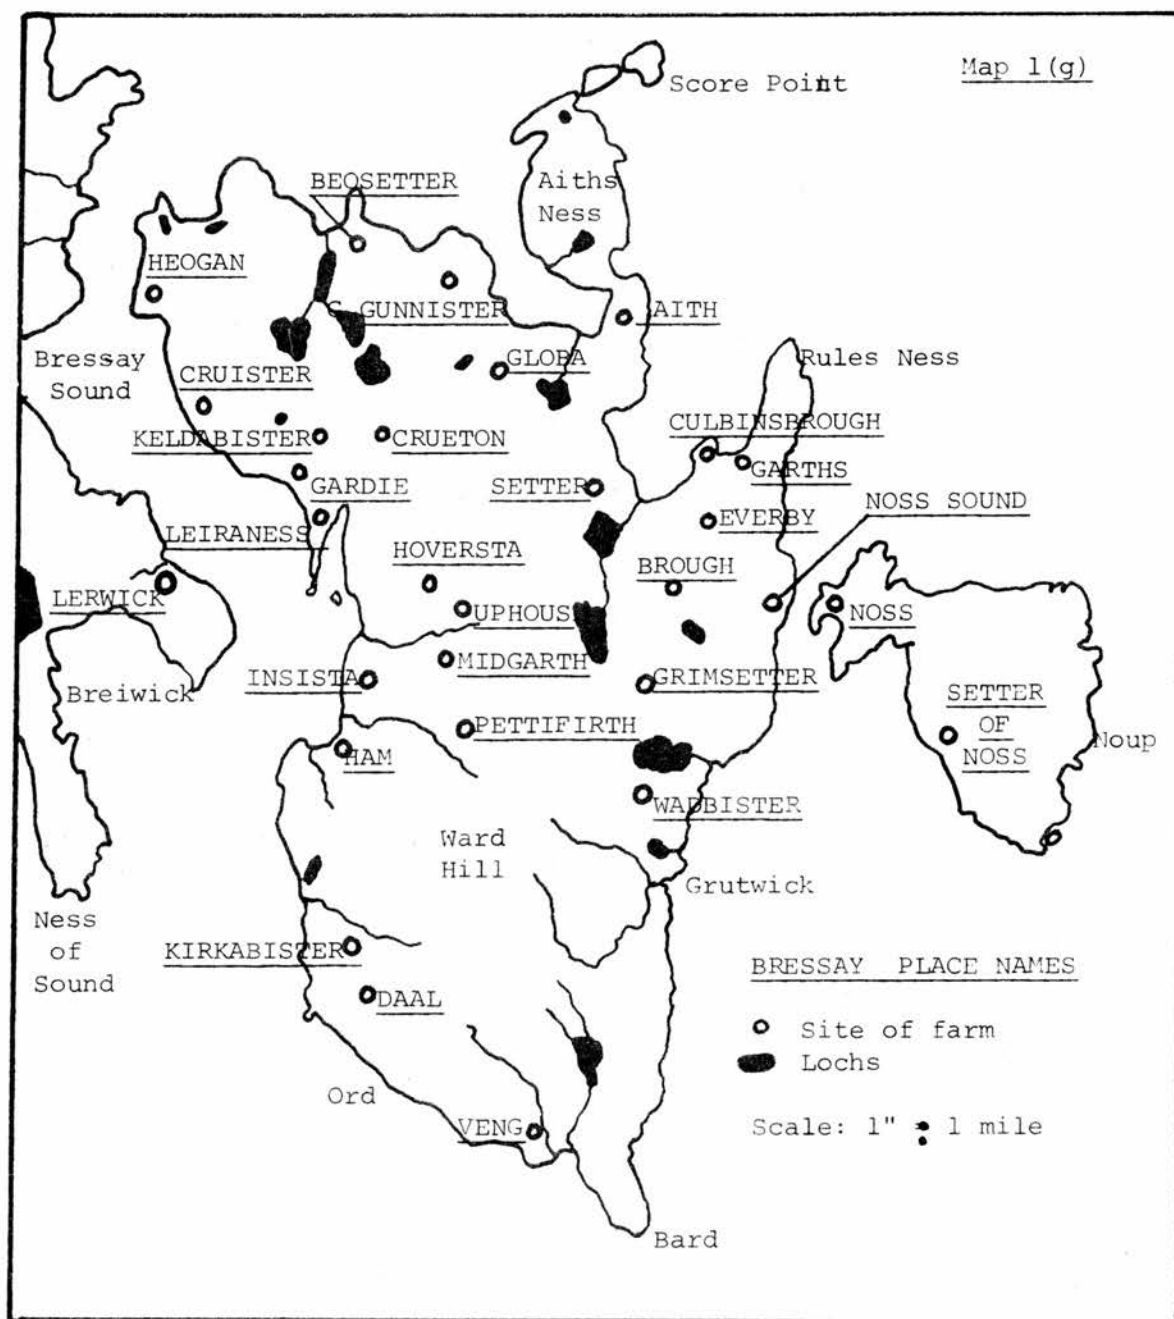 Map 1(g)
Score Point
Aiths
Ness
BEOSETTER
HEOGAN
GUNNISTER
AITH
Bressay
Sound
Rules Ness
GLOBA
CRUISTER
CULBINSBROUGH
KELDABISTER
CRUETON
GARTHS
GARDIE
SETTER
NOSS SOUND
LEIRANESS
EVERBY
HOVERSTA
BROUGH
LERWICK
UPHOUSE
NOSS
MIDGARTH
INSISTA
GRIMSETTER
Breiwick
SETTER
OF
NOSS
PETTIFIRTH
Noup
HAM
WADBISTER
Ward
Hill
Grutwick
Ness
of
Sound
KIRKABISTER
BRESSAY PLACE NAMES
DAAL
Site of farm
Lochs
Ord
VENG
Scale: 1" : 1 mile
Bard